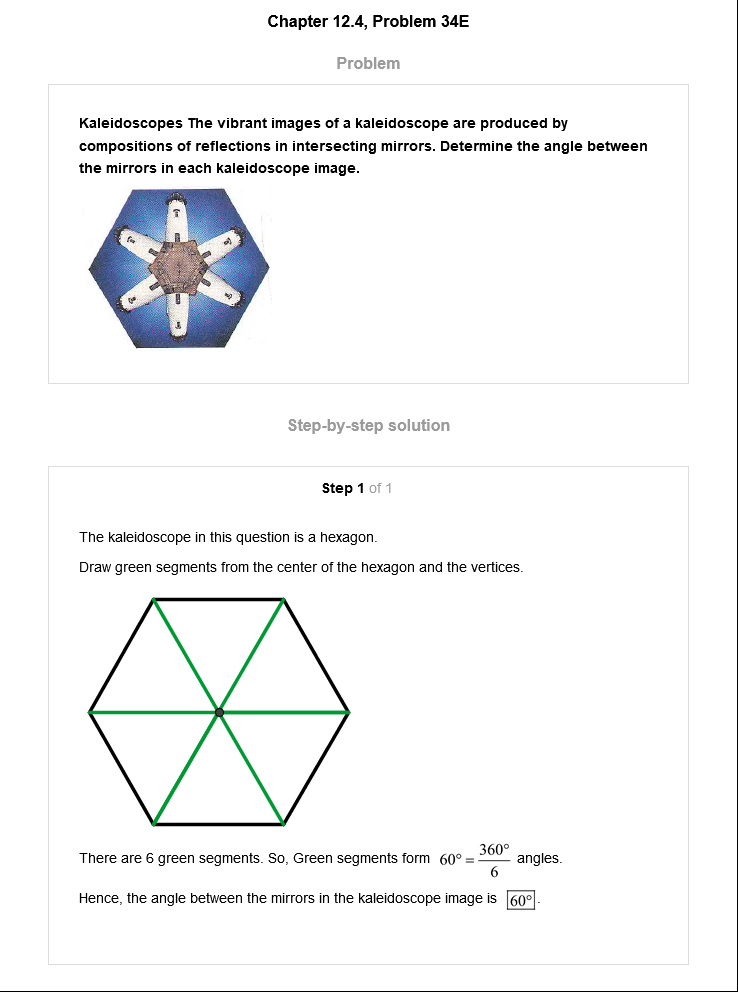 Chapter 12.4, Problem 34E
Problem
Kaleidoscopes The vibrant images of a kaleidoscope are produced by
compositions of reflections in intersecting mirrors. Determine the angle between
the mirrors in each kaleidoscope image.
Step-by-step solution
Step 1 of 1
The kaleidoscope in this question is a hexagon.
Draw green segments from the center of the hexagon and the vertices.
There are 6 green segments. So, Green segments form 60° = 360°/6 angles.
Hence, the angle between the mirrors in the kaleidoscope image is 60°.